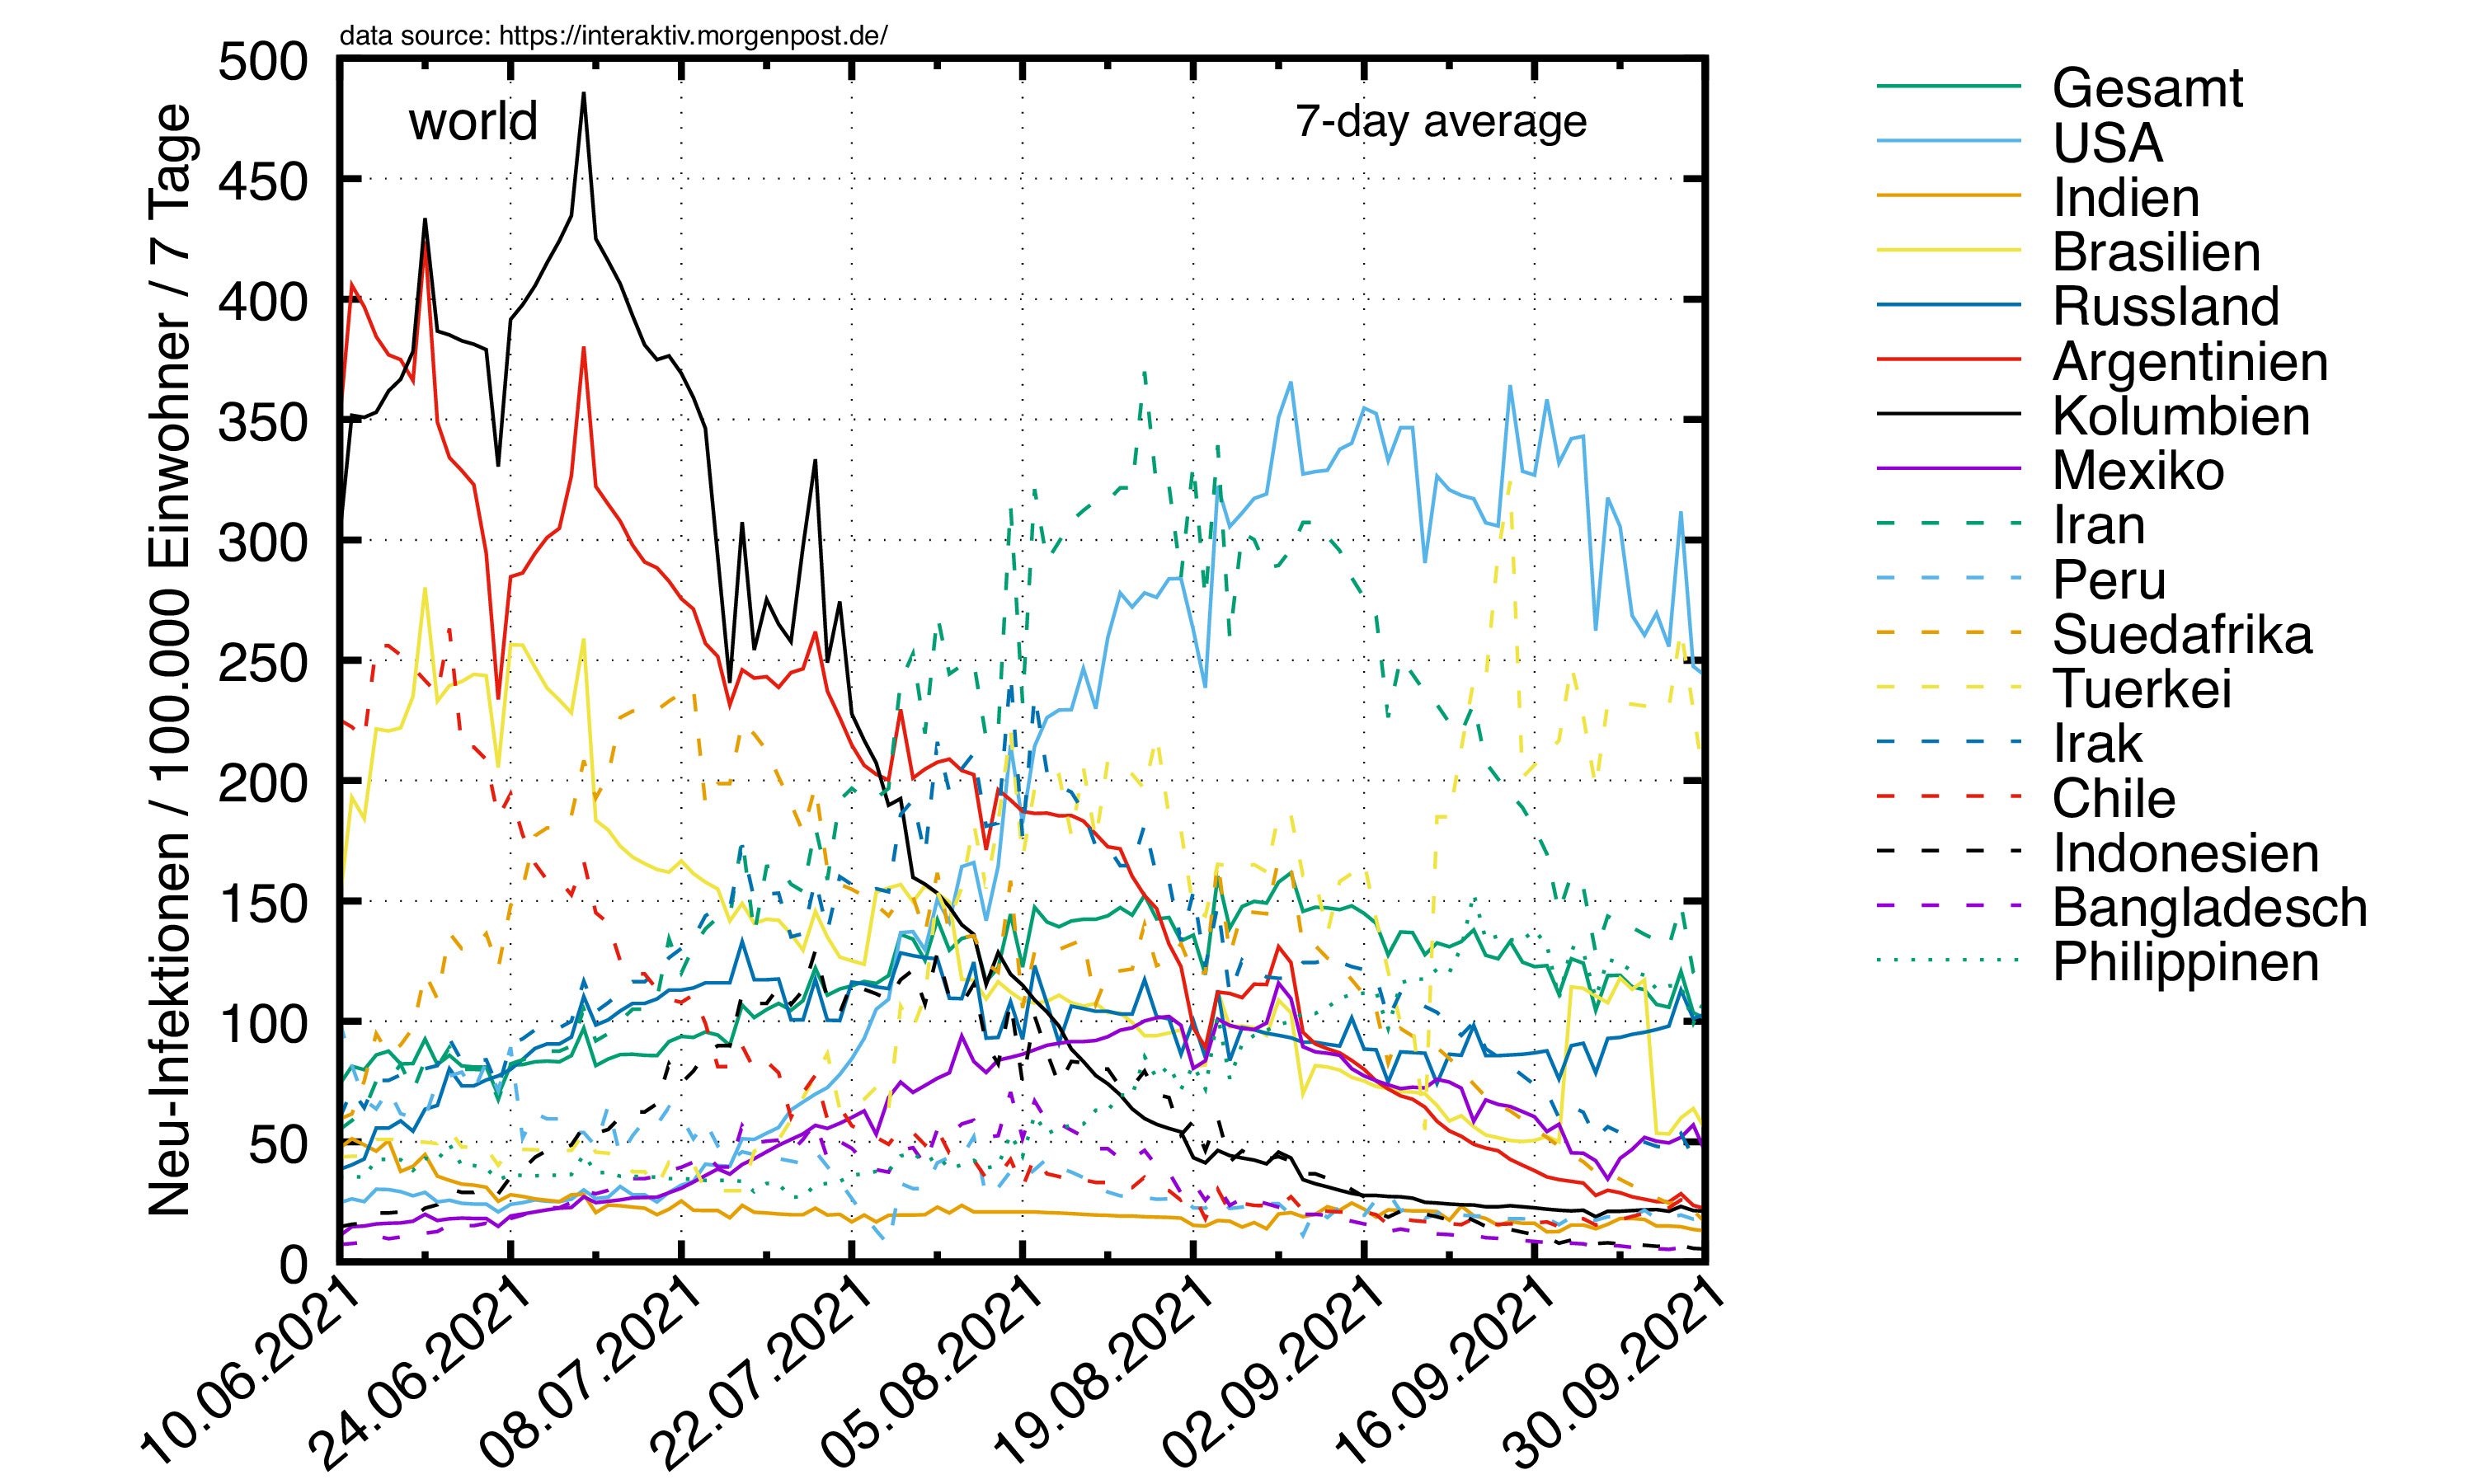 data source: https://interaktiv.morgenpost.de/
Neu-Infektionen / 100.000 Einwohner / 7 Tage
500
450
400
350
300
250
200
150
100
50
0
world
7-day average
10.06.2021
24.06.2021
08.07.2021
22.07.2021
05.08.2021
19.08.2021
02.09.2021
16.09.2021
30.09.2021
Gesamt
USA
Indien
Brasilien
Russland
Argentinien
Kolumbien
Mexiko
Iran
Peru
Suedafrika
Tuerkei
Irak
Chile
Indonesien
Bangladesch
Philippinen